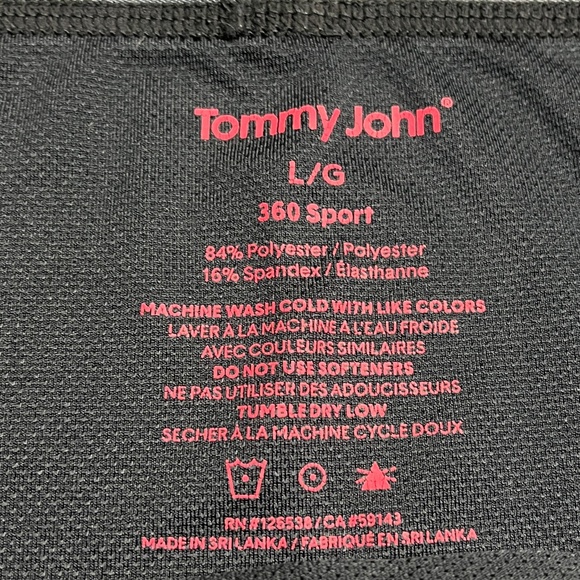 Tommy John®
L/G
360 Sport
84% Polyester / Polyester
16% Spandex / Élasthanne
MACHINE WASH COLD WITH LIKE COLORS
LAVER À LA MACHINE À L'EAU FROIDE
AVEC COULEURS SIMILAIRES
DO NOT USE SOFTENERS
NE PAS UTILISER DES ADOUCISSEURS
TUMBLE DRY LOW
SECHER À LA MACHINE CYCLE DOUX
RN #126538 / CA #59143
MADE IN SRI LANKA / FABRIQUÉ EN SRI LANKA